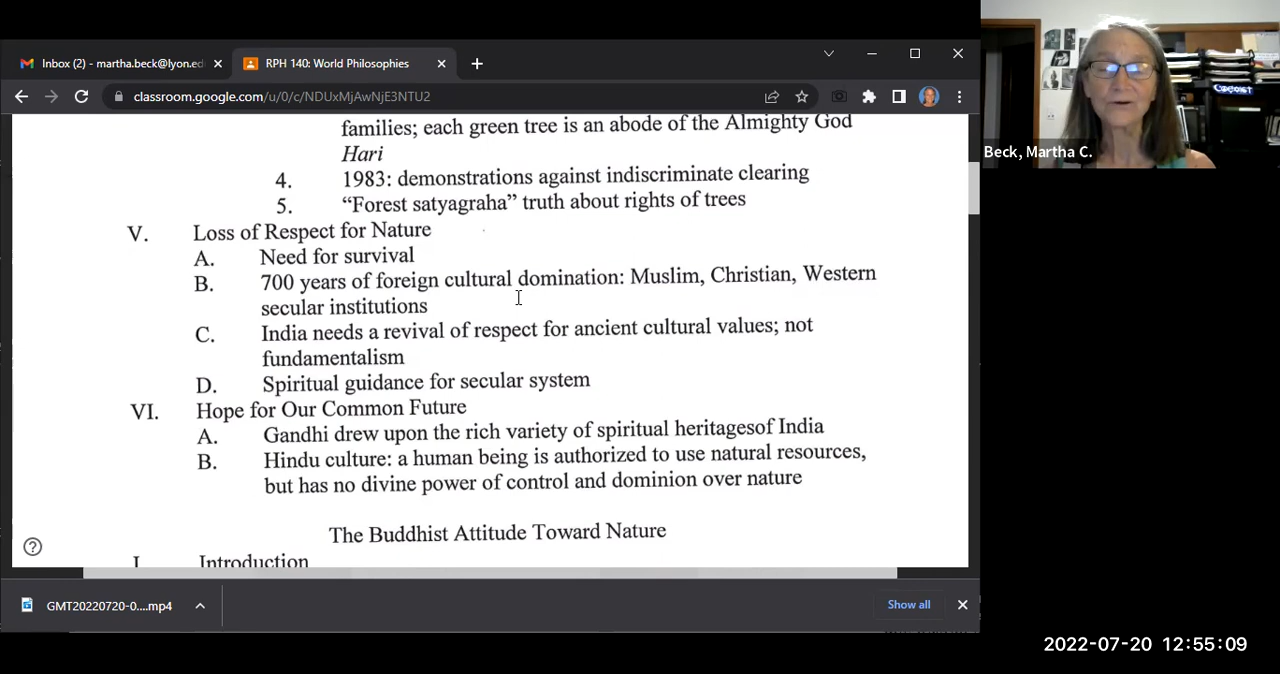 Inbox (2) - martha.beck@lyon.ed
RPH 140: World Philosophies
classroom.google.com/u/0/c/NDUxMjAwNjE3NTU2
families; each green tree is an abode of the Almighty God
Hari
4. 1983: demonstrations against indiscriminate clearing
5. “Forest satyagraha” truth about rights of trees
V. Loss of Respect for Nature
A. Need for survival
B. 700 years of foreign cultural domination: Muslim, Christian, Western
secular institutions
C. India needs a revival of respect for ancient cultural values; not
fundamentalism
D. Spiritual guidance for secular system
VI. Hope for Our Common Future
A. Gandhi drew upon the rich variety of spiritual heritagesof India
B. Hindu culture: a human being is authorized to use natural resources,
but has no divine power of control and dominion over nature
The Buddhist Attitude Toward Nature
I. Introduction
GMT20220720-0....mp4
Show all
Beck, Martha C.
2022-07-20 12:55:09